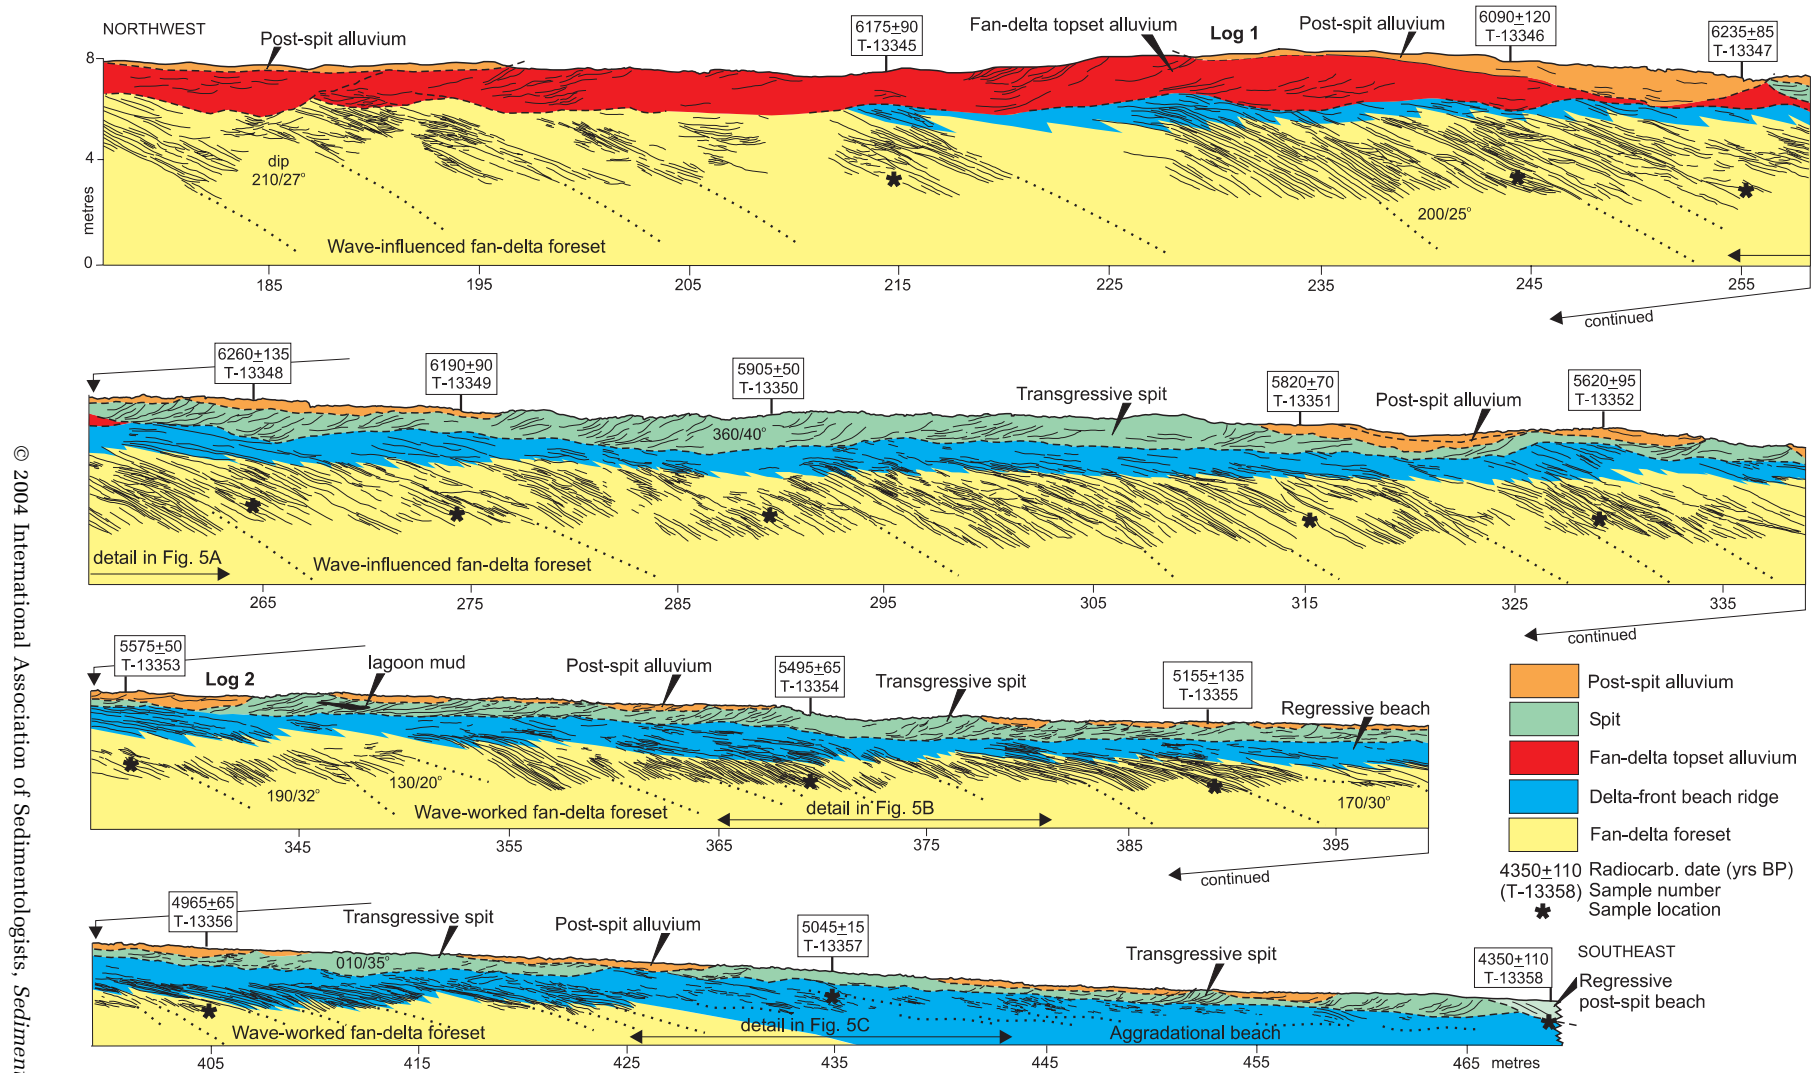 NORTHWEST
Post-spit alluvium
6175±90
T-13345
Fan-delta topset alluvium
Log 1
Post-spit alluvium
6090±120
T-13346
6235±85
T-13347
8
4
0
metres
dip
210/27°
200/25°
Wave-influenced fan-delta foreset
185
195
205
215
225
235
245
255
continued
6260±135
T-13348
6190±90
T-13349
5905±50
T-13350
Transgressive spit
5820±70
T-13351
Post-spit alluvium
5620±95
T-13352
360/40°
detail in Fig. 5A
Wave-influenced fan-delta foreset
265
275
285
295
305
315
325
335
continued
5575±50
T-13353
Log 2
lagoon mud
Post-spit alluvium
5495±65
T-13354
Transgressive spit
5155±135
T-13355
Regressive beach
190/32°
130/20°
Wave-worked fan-delta foreset
detail in Fig. 5B
170/30°
345
355
365
375
385
395
continued
Post-spit alluvium
Spit
Fan-delta topset alluvium
Delta-front beach ridge
Fan-delta foreset
4350±110 Radiocarb. date (yrs BP)
(T-13358) Sample number
* Sample location
4965±65
T-13356
Transgressive spit
Post-spit alluvium
5045±15
T-13357
Transgressive spit
4350±110
T-13358
SOUTHEAST
Regressive
post-spit beach
010/35°
Wave-worked fan-delta foreset
detail in Fig. 5C
Aggradational beach
405
415
425
435
445
455
465
metres
© 2004 International Association of Sedimentologists, Sediment